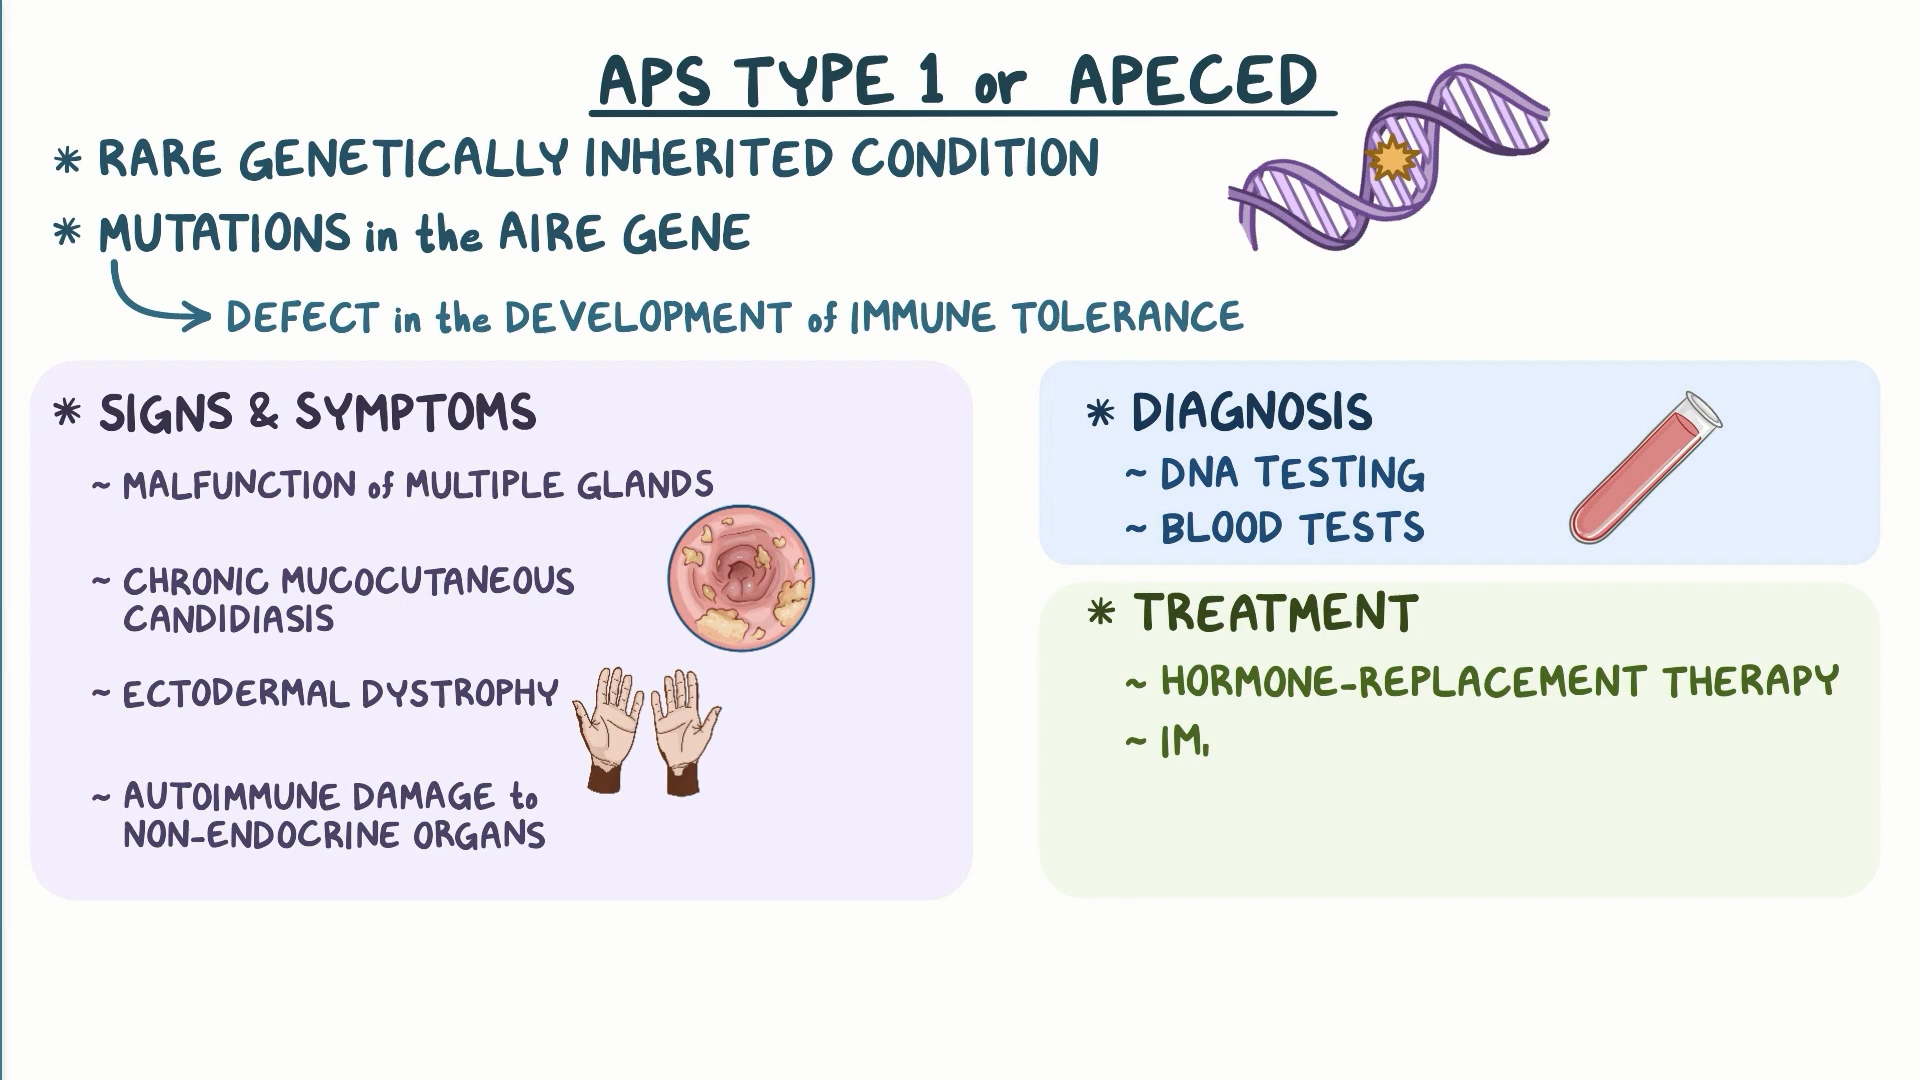 APS TYPE 1 or APECED
* RARE GENETICALLY INHERITED CONDITION
* MUTATIONS in the AIRE GENE
DEFECT in the DEVELOPMENT of IMMUNE TOLERANCE
* SIGNS & SYMPTOMS
~ MALFUNCTION of MULTIPLE GLANDS
~ CHRONIC MUCOCUTANEOUS
CANDIDIASIS
~ ECTODERMAL DYSTROPHY
~ AUTOIMMUNE DAMAGE to
NON-ENDOCRINE ORGANS
* DIAGNOSIS
~ DNA TESTING
~ BLOOD TESTS
* TREATMENT
~ HORMONE-REPLACEMENT THERAPY
~ IM